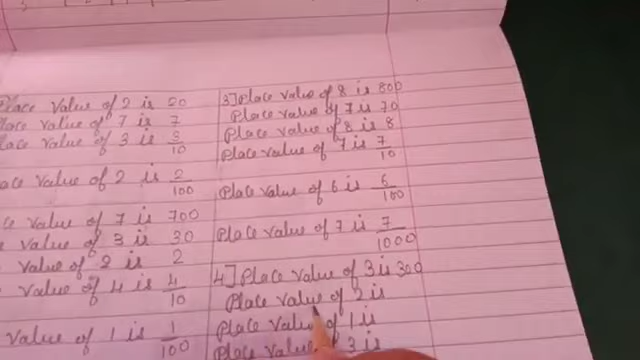 Place Value of 2 is 20
Place Value of 7 is 7
Place value of 3 is 3/10
Place Value of 2 is 2/100
Place value of 7 is 700
value of 3 is 30
value of 2 is 2
value of 4 is 4/10
Value of 1 is 1/100
3] Place value of 8 is 800
Place value of 7 is 70
Place value of 8 is 8
Place value of 7 is 7/10
Place value of 6 is 6/100
Place value of 7 is 7/1000
4] Place value of 3 is 300
Place value of 2 is
Place value of 1 is
Place value of 3 is